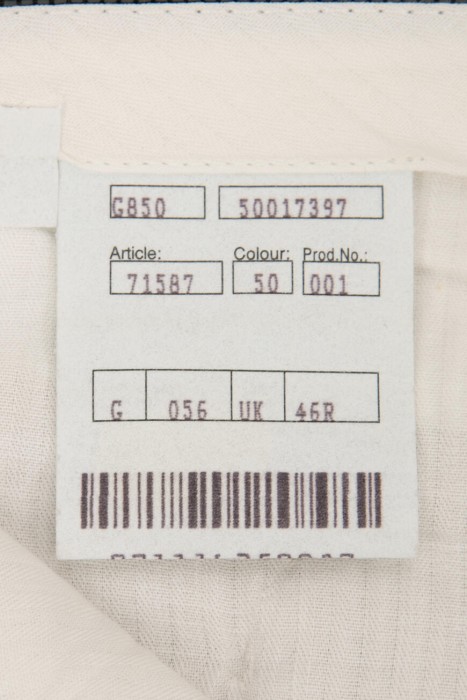 G850 50017397
Article: Colour: Prod.No.:
71587 50 001
G 056 UK 46R